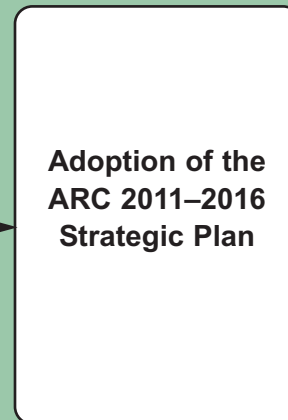 Adoption of the
ARC 2011–2016
Strategic Plan